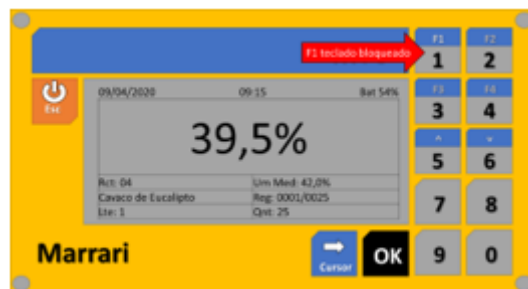 F1 F2
F1 teclado bloqueado
1 2
Esc
09/04/2020 09:15 Bat 54%
F3 F4
3 4
39,5%
^ v
5 6
Rct: 04 Um Med: 42,0%
Cavaco de Eucalipto Reg: 0001/0025
Lte: 1 Qnt: 25
7 8
Marrari
Cursor
OK
9 0